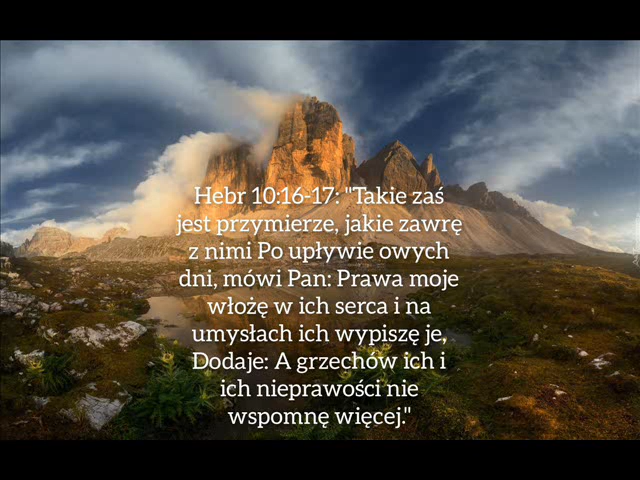 Hebr 10:16-17: "Takie zaś
jest przymierze, jakie zawrę
z nimi Po upływie owych
dni, mówi Pan: Prawa moje
włożę w ich serca i na
umysłach ich wypiszę je,
Dodaje: A grzechów ich i
ich nieprawości nie
wspomnę więcej."